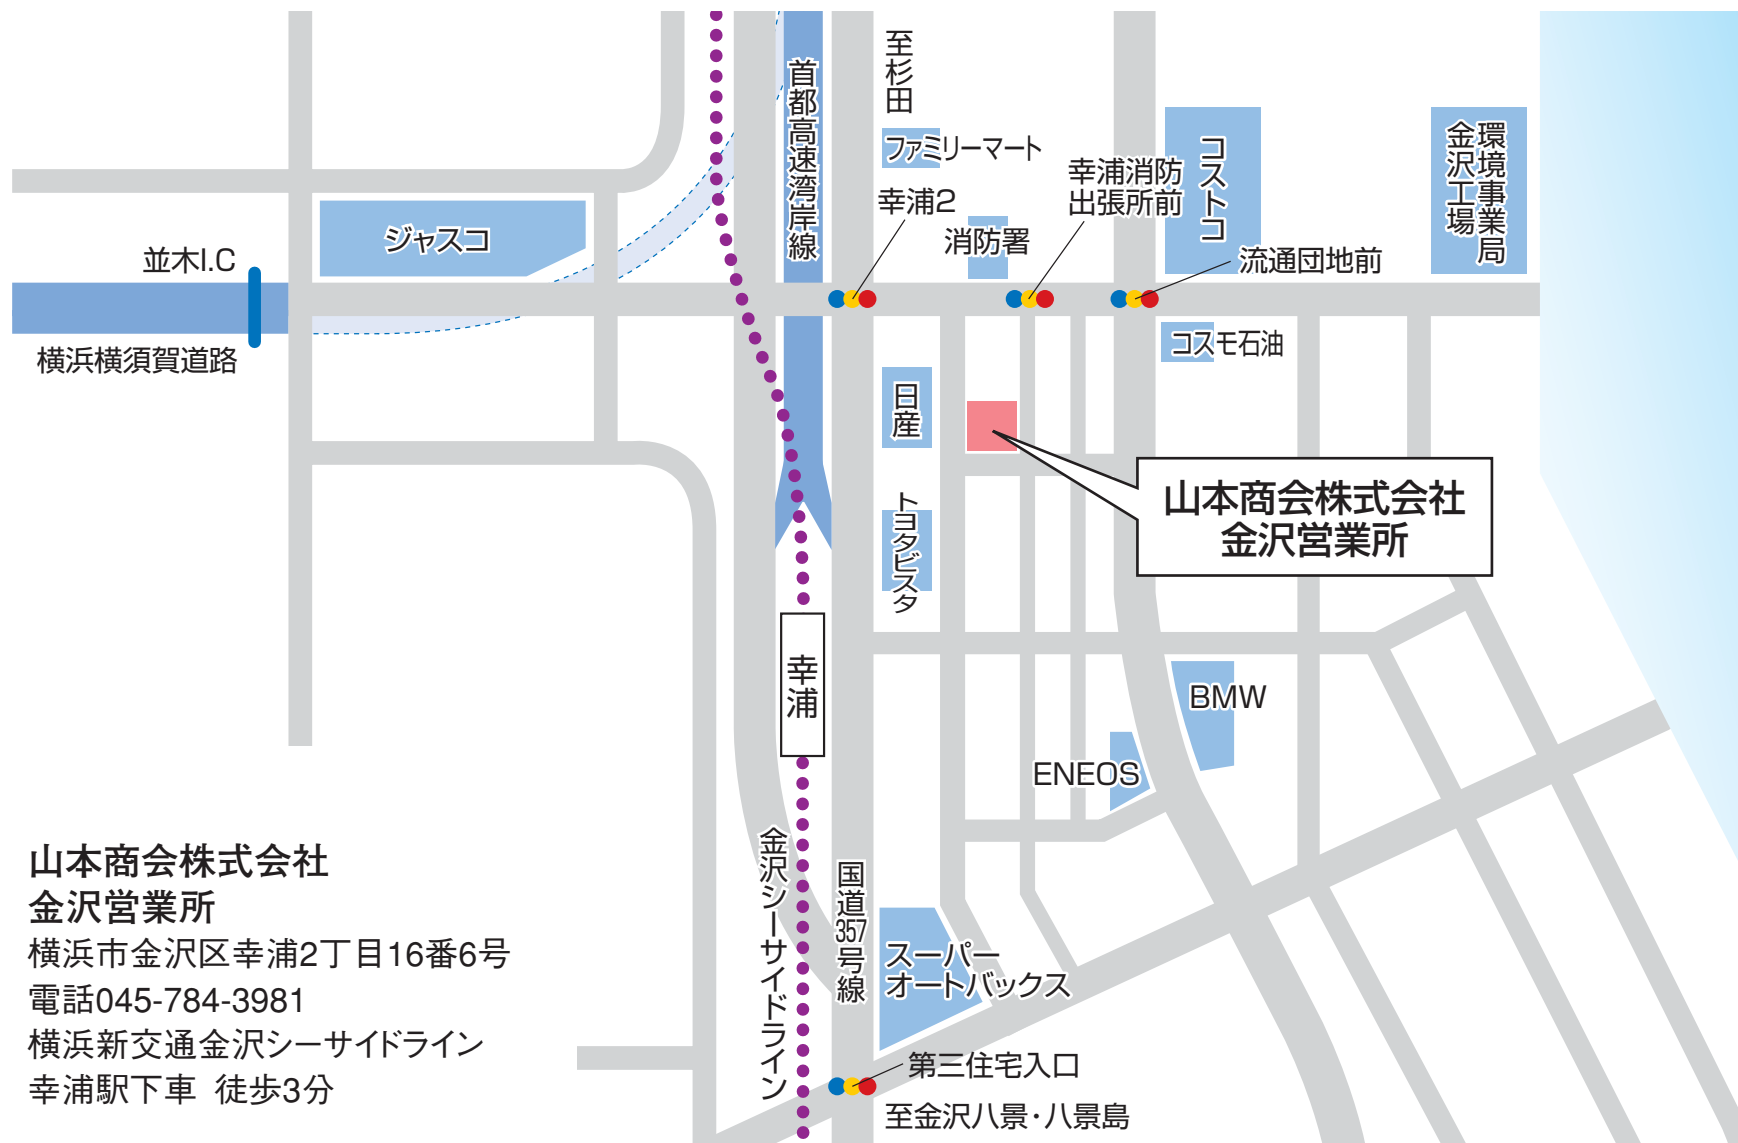 至杉田
首都高速湾岸線
ファミリーマート
幸浦2
幸浦消防
出張所前
消防署
コストコ
流通団地前
環境事業局
金沢工場
ジャスコ
並木I.C
横浜横須賀道路
コスモ石油
日産
トヨタビスタ
山本商会株式会社
金沢営業所
幸浦
BMW
ENEOS
金沢シーサイドライン
国道357号線
スーパー
オートバックス
第三住宅入口
至金沢八景・八景島
山本商会株式会社
金沢営業所
横浜市金沢区幸浦2丁目16番6号
電話045-784-3981
横浜新交通金沢シーサイドライン
幸浦駅下車 徒歩3分